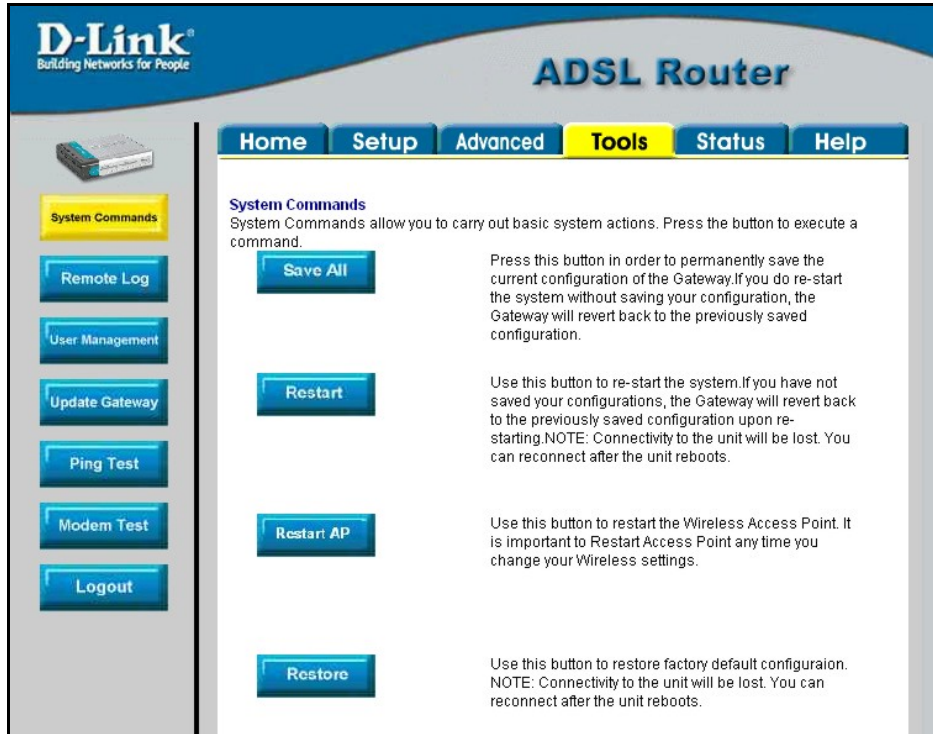 D-Link®
Building Networks for People
ADSL Router
Home Setup Advanced Tools Status Help
System Commands
Remote Log
User Management
Update Gateway
Ping Test
Modem Test
Logout
System Commands
System Commands allow you to carry out basic system actions. Press the button to execute a
command.
Save All
Press this button in order to permanently save the
current configuration of the Gateway.If you do re-start
the system without saving your configuration, the
Gateway will revert back to the previously saved
configuration.
Restart
Use this button to re-start the system.If you have not
saved your configurations, the Gateway will revert back
to the previously saved configuration upon re-
starting.NOTE: Connectivity to the unit will be lost. You
can reconnect after the unit reboots.
Restart AP
Use this button to restart the Wireless Access Point. It
is important to Restart Access Point any time you
change your Wireless settings.
Restore
Use this button to restore factory default configuraion.
NOTE: Connectivity to the unit will be lost. You can
reconnect after the unit reboots.